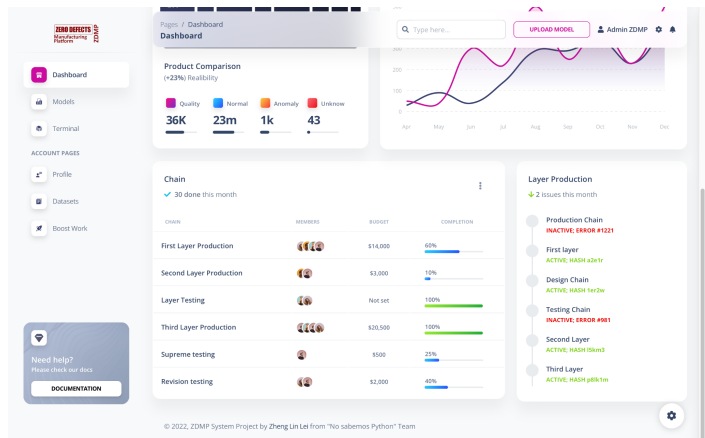 ZERO DEFECTS
Manufacturing
Platform
ZDMP
Dashboard
Models
Terminal
ACCOUNT PAGES
Profile
Datasets
Boost Work
Need help?
Please check our docs
DOCUMENTATION
Pages / Dashboard
Dashboard
Type here...
UPLOAD MODEL
Admin ZDMP
Product Comparison
(+23%) Realibility
Quality
Normal
Anomaly
Unknow
36K
23m
1k
43
300
200
100
0
Apr
May
Jun
Jul
Aug
Sep
Oct
Nov
Dec
Chain
30 done this month
CHAIN MEMBERS BUDGET COMPLETION
First Layer Production $14,000 60%
Second Layer Production $3,000 10%
Layer Testing Not set 100%
Third Layer Production $20,500 100%
Supreme testing $500 25%
Revision testing $2,000 40%
Layer Production
2 issues this month
Production Chain
INACTIVE; ERROR #1221
First layer
ACTIVE; HASH a2e1r
Design Chain
ACTIVE; HASH 1er2w
Testing Chain
INACTIVE; ERROR #981
Second Layer
ACTIVE; HASH i5km3
Third Layer
ACTIVE; HASH p8lk1m
© 2022, ZDMP System Project by Zheng Lin Lei from "No sabemos Python" Team